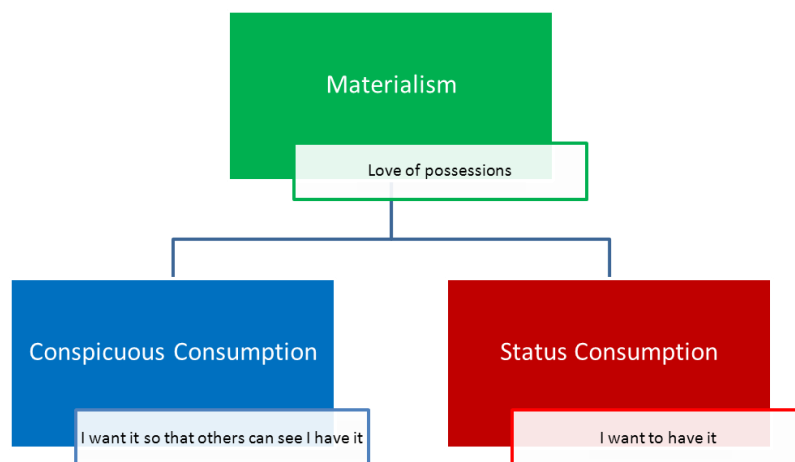 Materialism
Love of possessions
Conspicuous Consumption
I want it so that others can see I have it
Status Consumption
I want to have it